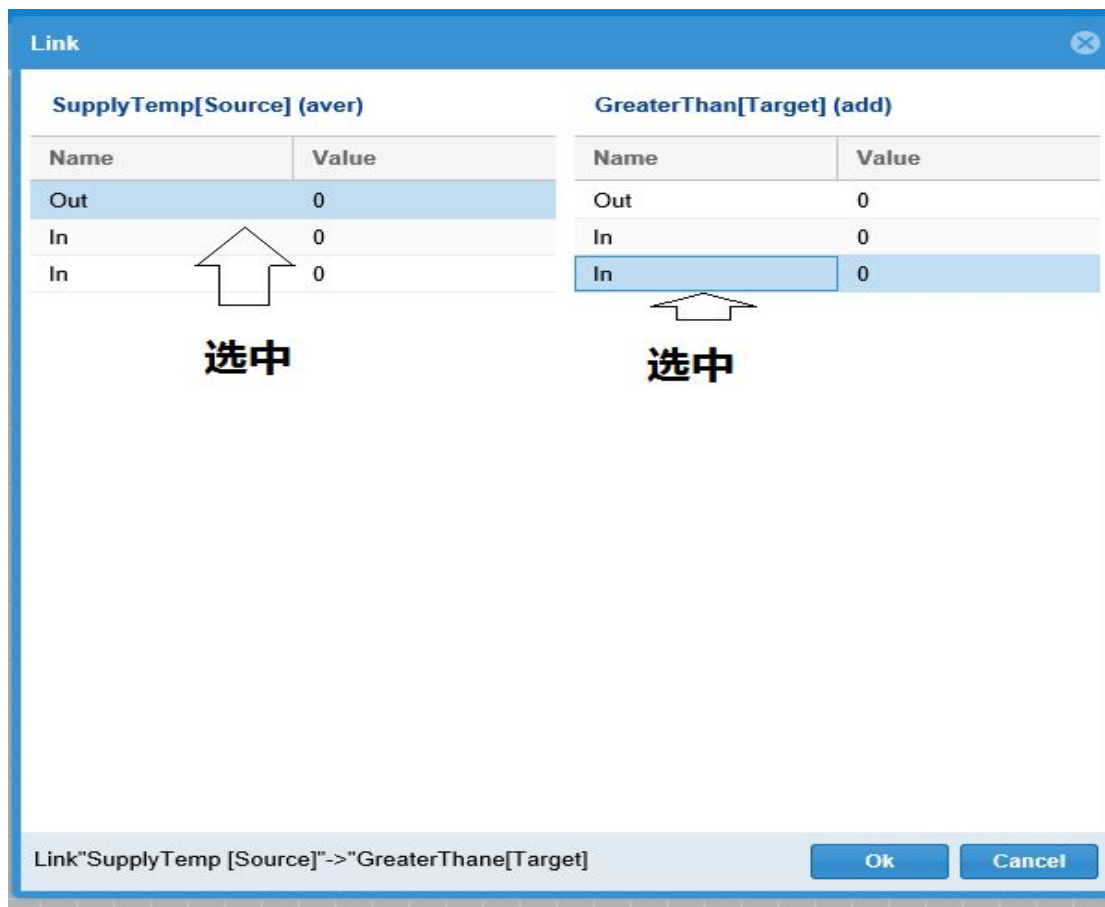 Link
SupplyTemp[Source] (aver)
Name Value
Out 0
In 0
In 0
选中
GreaterThan[Target] (add)
Name Value
Out 0
In 0
In 0
选中
Link"SupplyTemp [Source]"->"GreaterThane[Target]
Ok
Cancel